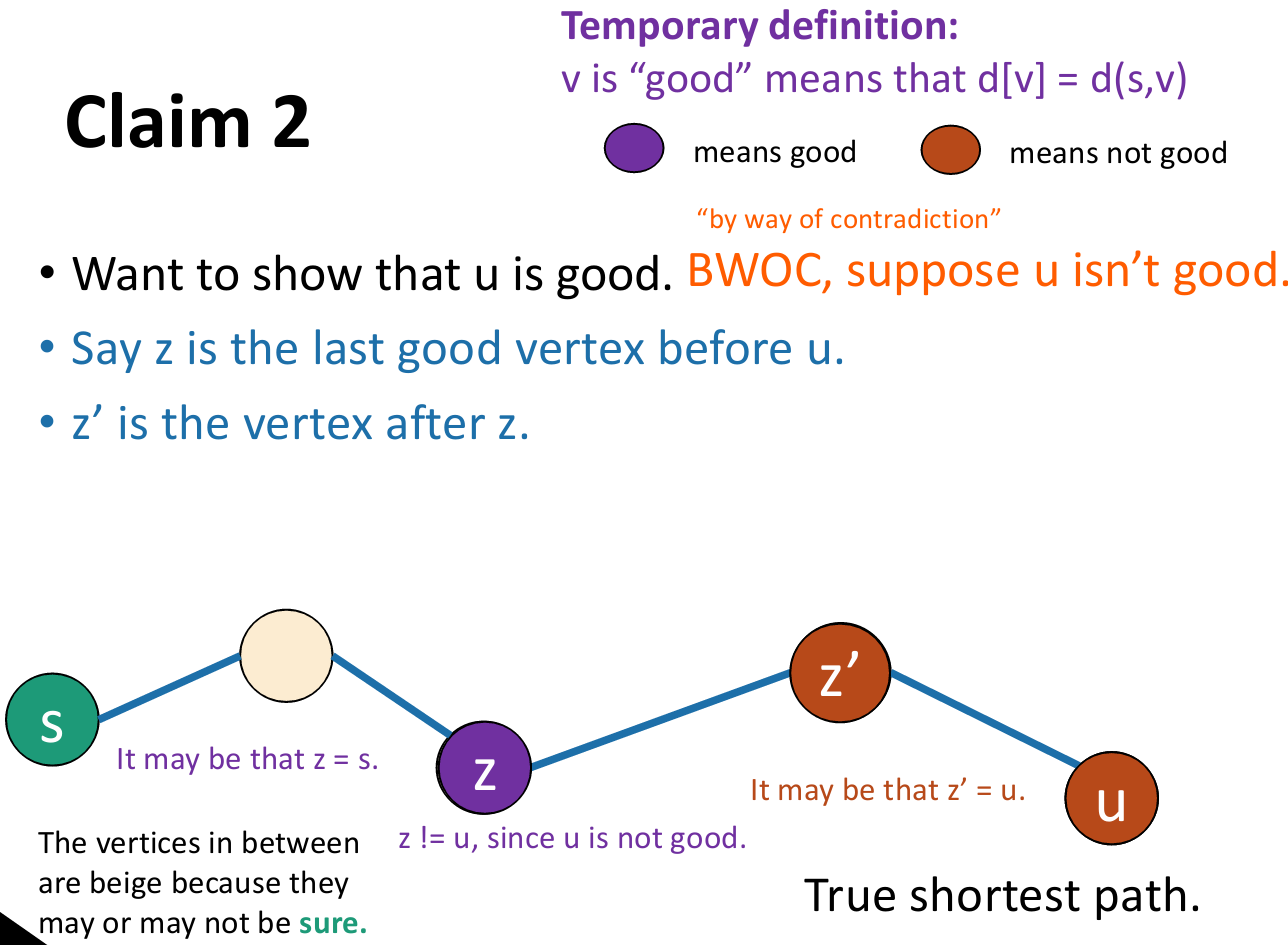 Temporary definition:
v is “good” means that d[v] = d(s,v)
Claim 2
means good
means not good
“by way of contradiction”
• Want to show that u is good. BWOC, suppose u isn’t good.
• Say z is the last good vertex before u.
• z’ is the vertex after z.
s
z
z’
u
It may be that z = s.
It may be that z’ = u.
z != u, since u is not good.
The vertices in between
are beige because they
may or may not be sure.
True shortest path.